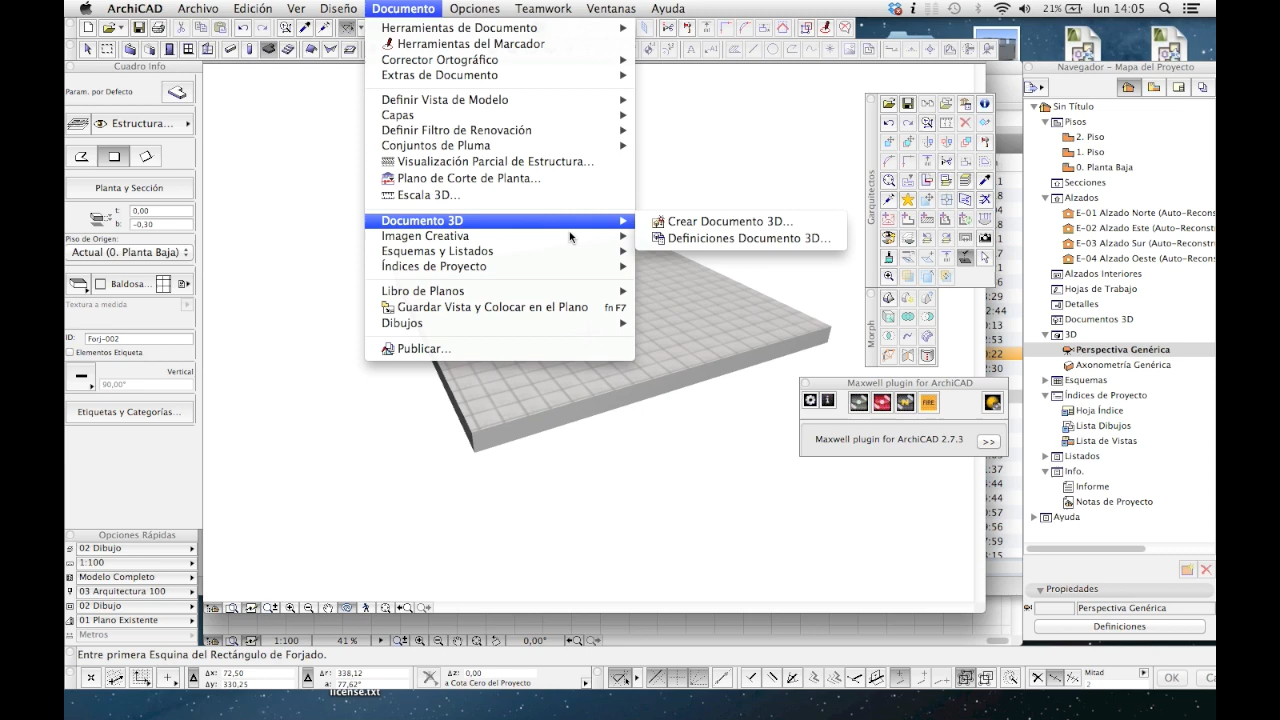 ArchiCAD Archivo Edición Ver Diseño Documento Opciones Teamwork Ventanas Ayuda 21% lun 14:05
Cuadro Info
Param. por Defecto
Estructura...
Planta y Sección
t: 0,00
b: -0,30
Piso de Origen:
Actual (0. Planta Baja)
Baldosa...
Textura a medida
ID: Forj-002
Elementos Etiqueta
Vertical
90,00°
Etiquetas y Categorías...
Opciones Rápidas
02 Dibujo
1:100
Modelo Completo
03 Arquitectura 100
02 Dibujo
01 Plano Existente
Metros
Herramientas de Documento
Herramientas del Marcador
Corrector Ortográfico
Extras de Documento
Definir Vista de Modelo
Capas
Definir Filtro de Renovación
Conjuntos de Pluma
Visualización Parcial de Estructura...
Plano de Corte de Planta...
Escala 3D...
Documento 3D
Imagen Creativa
Esquemas y Listados
Índices de Proyecto
Libro de Planos
Guardar Vista y Colocar en el Plano fn F7
Dibujos
Publicar...
Crear Documento 3D...
Definiciones Documento 3D...
Garquitectos
Morph
Maxwell plugin for ArchiCAD
FIRE
Maxwell plugin for ArchiCAD 2.7.3 >>
Navegador - Mapa del Proyecto
Sin Título
Pisos
2. Piso
1. Piso
0. Planta Baja
Secciones
Alzados
E-01 Alzado Norte (Auto-Recons
E-02 Alzado Este (Auto-Reconst
E-03 Alzado Sur (Auto-Reconst
E-04 Alzado Oeste (Auto-Recons
Alzados Interiores
Hojas de Trabajo
Detalles
Documentos 3D
3D
Perspectiva Genérica
Axonometría Genérica
Esquemas
Índices de Proyecto
Hoja Índice
Lista Dibujos
Lista de Vistas
Listados
Info.
Informe
Notas de Proyecto
Ayuda
Propiedades
Perspectiva Genérica
Definiciones
1:100 41 % 0,00°
Entre primera Esquina del Rectángulo de Forjado.
Δx: 72,50
Δy: 330,25
Δr: 338,12
a: 77,62°
Δz: 0,00
a Cota Cero del Proyecto
Mitad
2
OK
license.txt